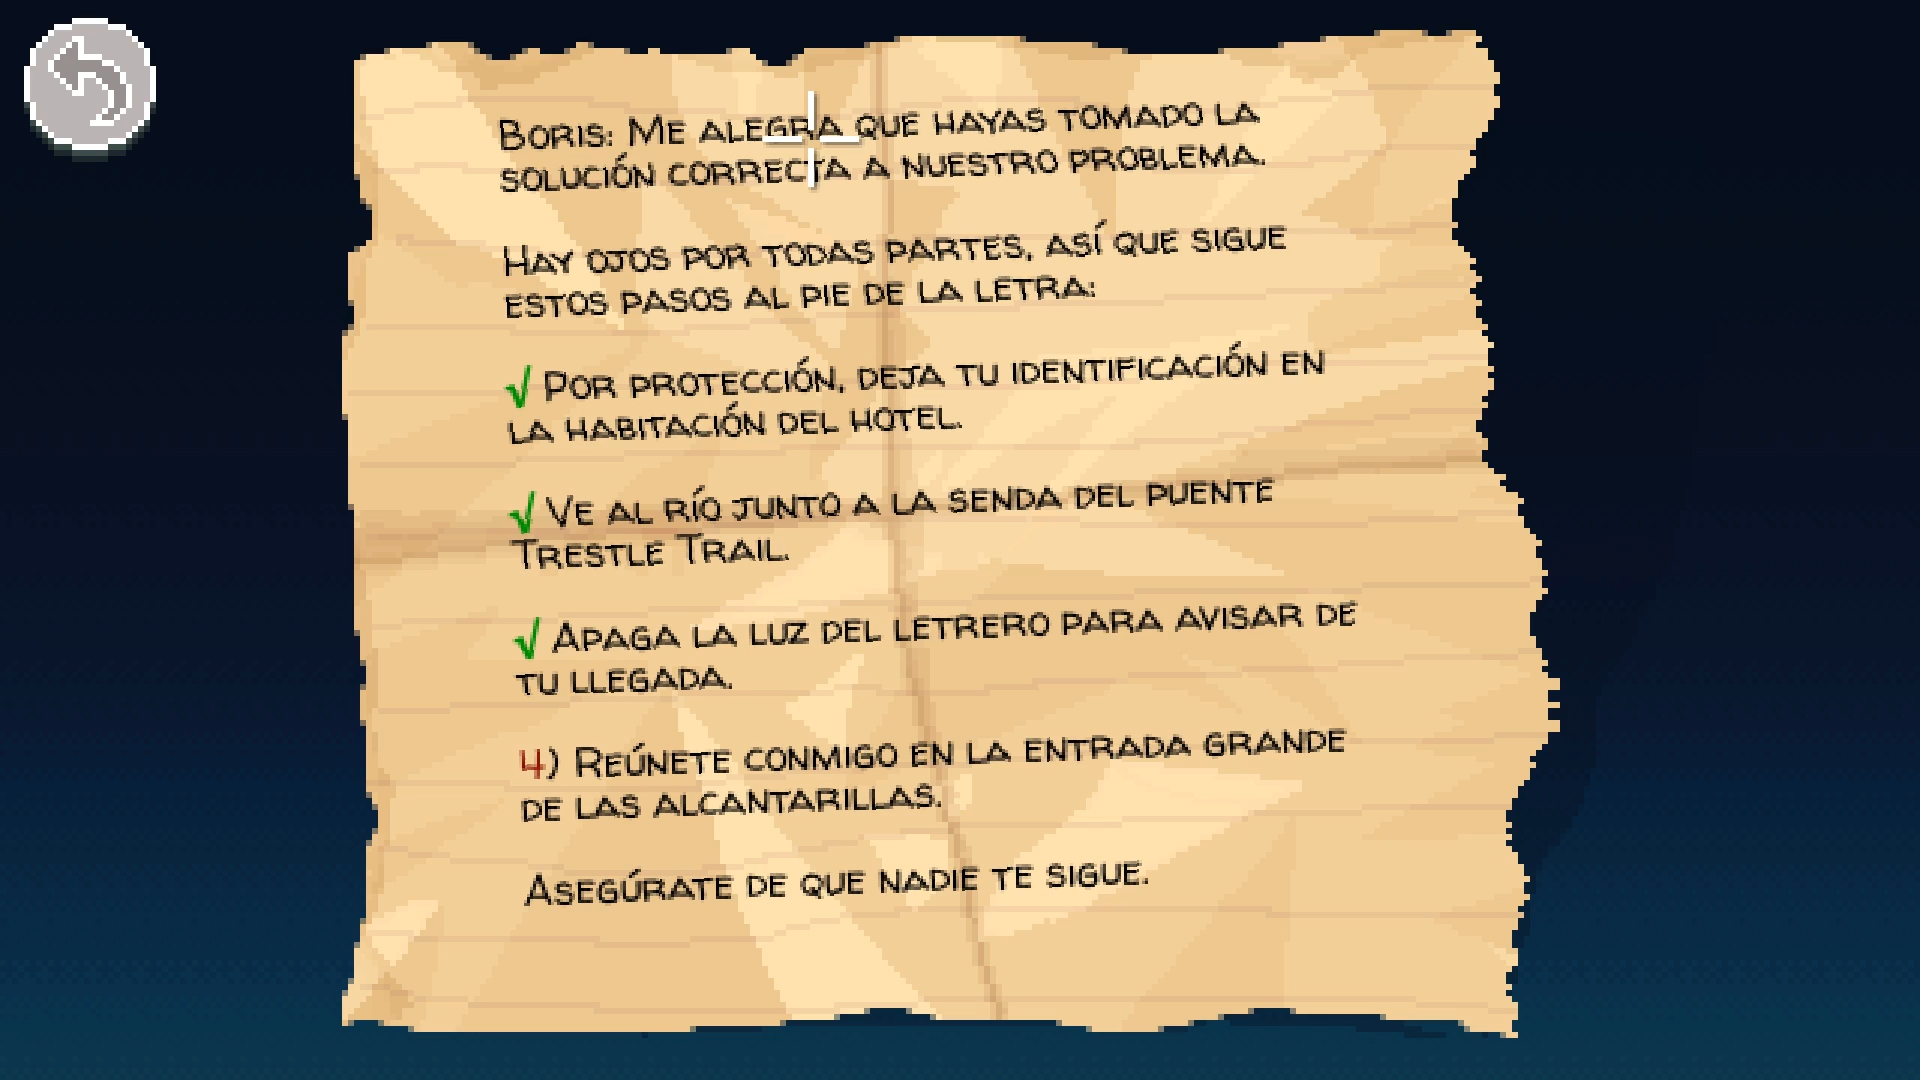 Boris: Me alegra que hayas tomado la
solución correcta a nuestro problema.
Hay ojos por todas partes, así que sigue
estos pasos al pie de la letra:
√ Por protección, deja tu identificación en
la habitación del hotel.
√ Ve al río junto a la senda del puente
Trestle Trail.
√ Apaga la luz del letrero para avisar de
tu llegada.
4) Reúnete conmigo en la entrada grande
de las alcantarillas.
Asegúrate de que nadie te sigue.